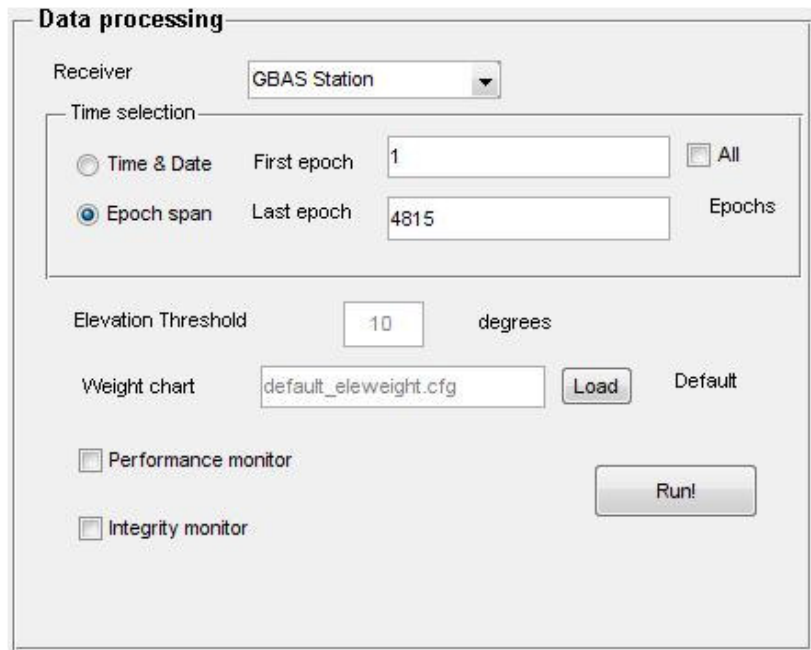 Data processing
Receiver GBAS Station
Time selection
Time & Date First epoch 1 All
Epoch span Last epoch 4815 Epochs
Elevation Threshold 10 degrees
Weight chart default_eleweight.cfg Load Default
Performance monitor
Run!
Integrity monitor